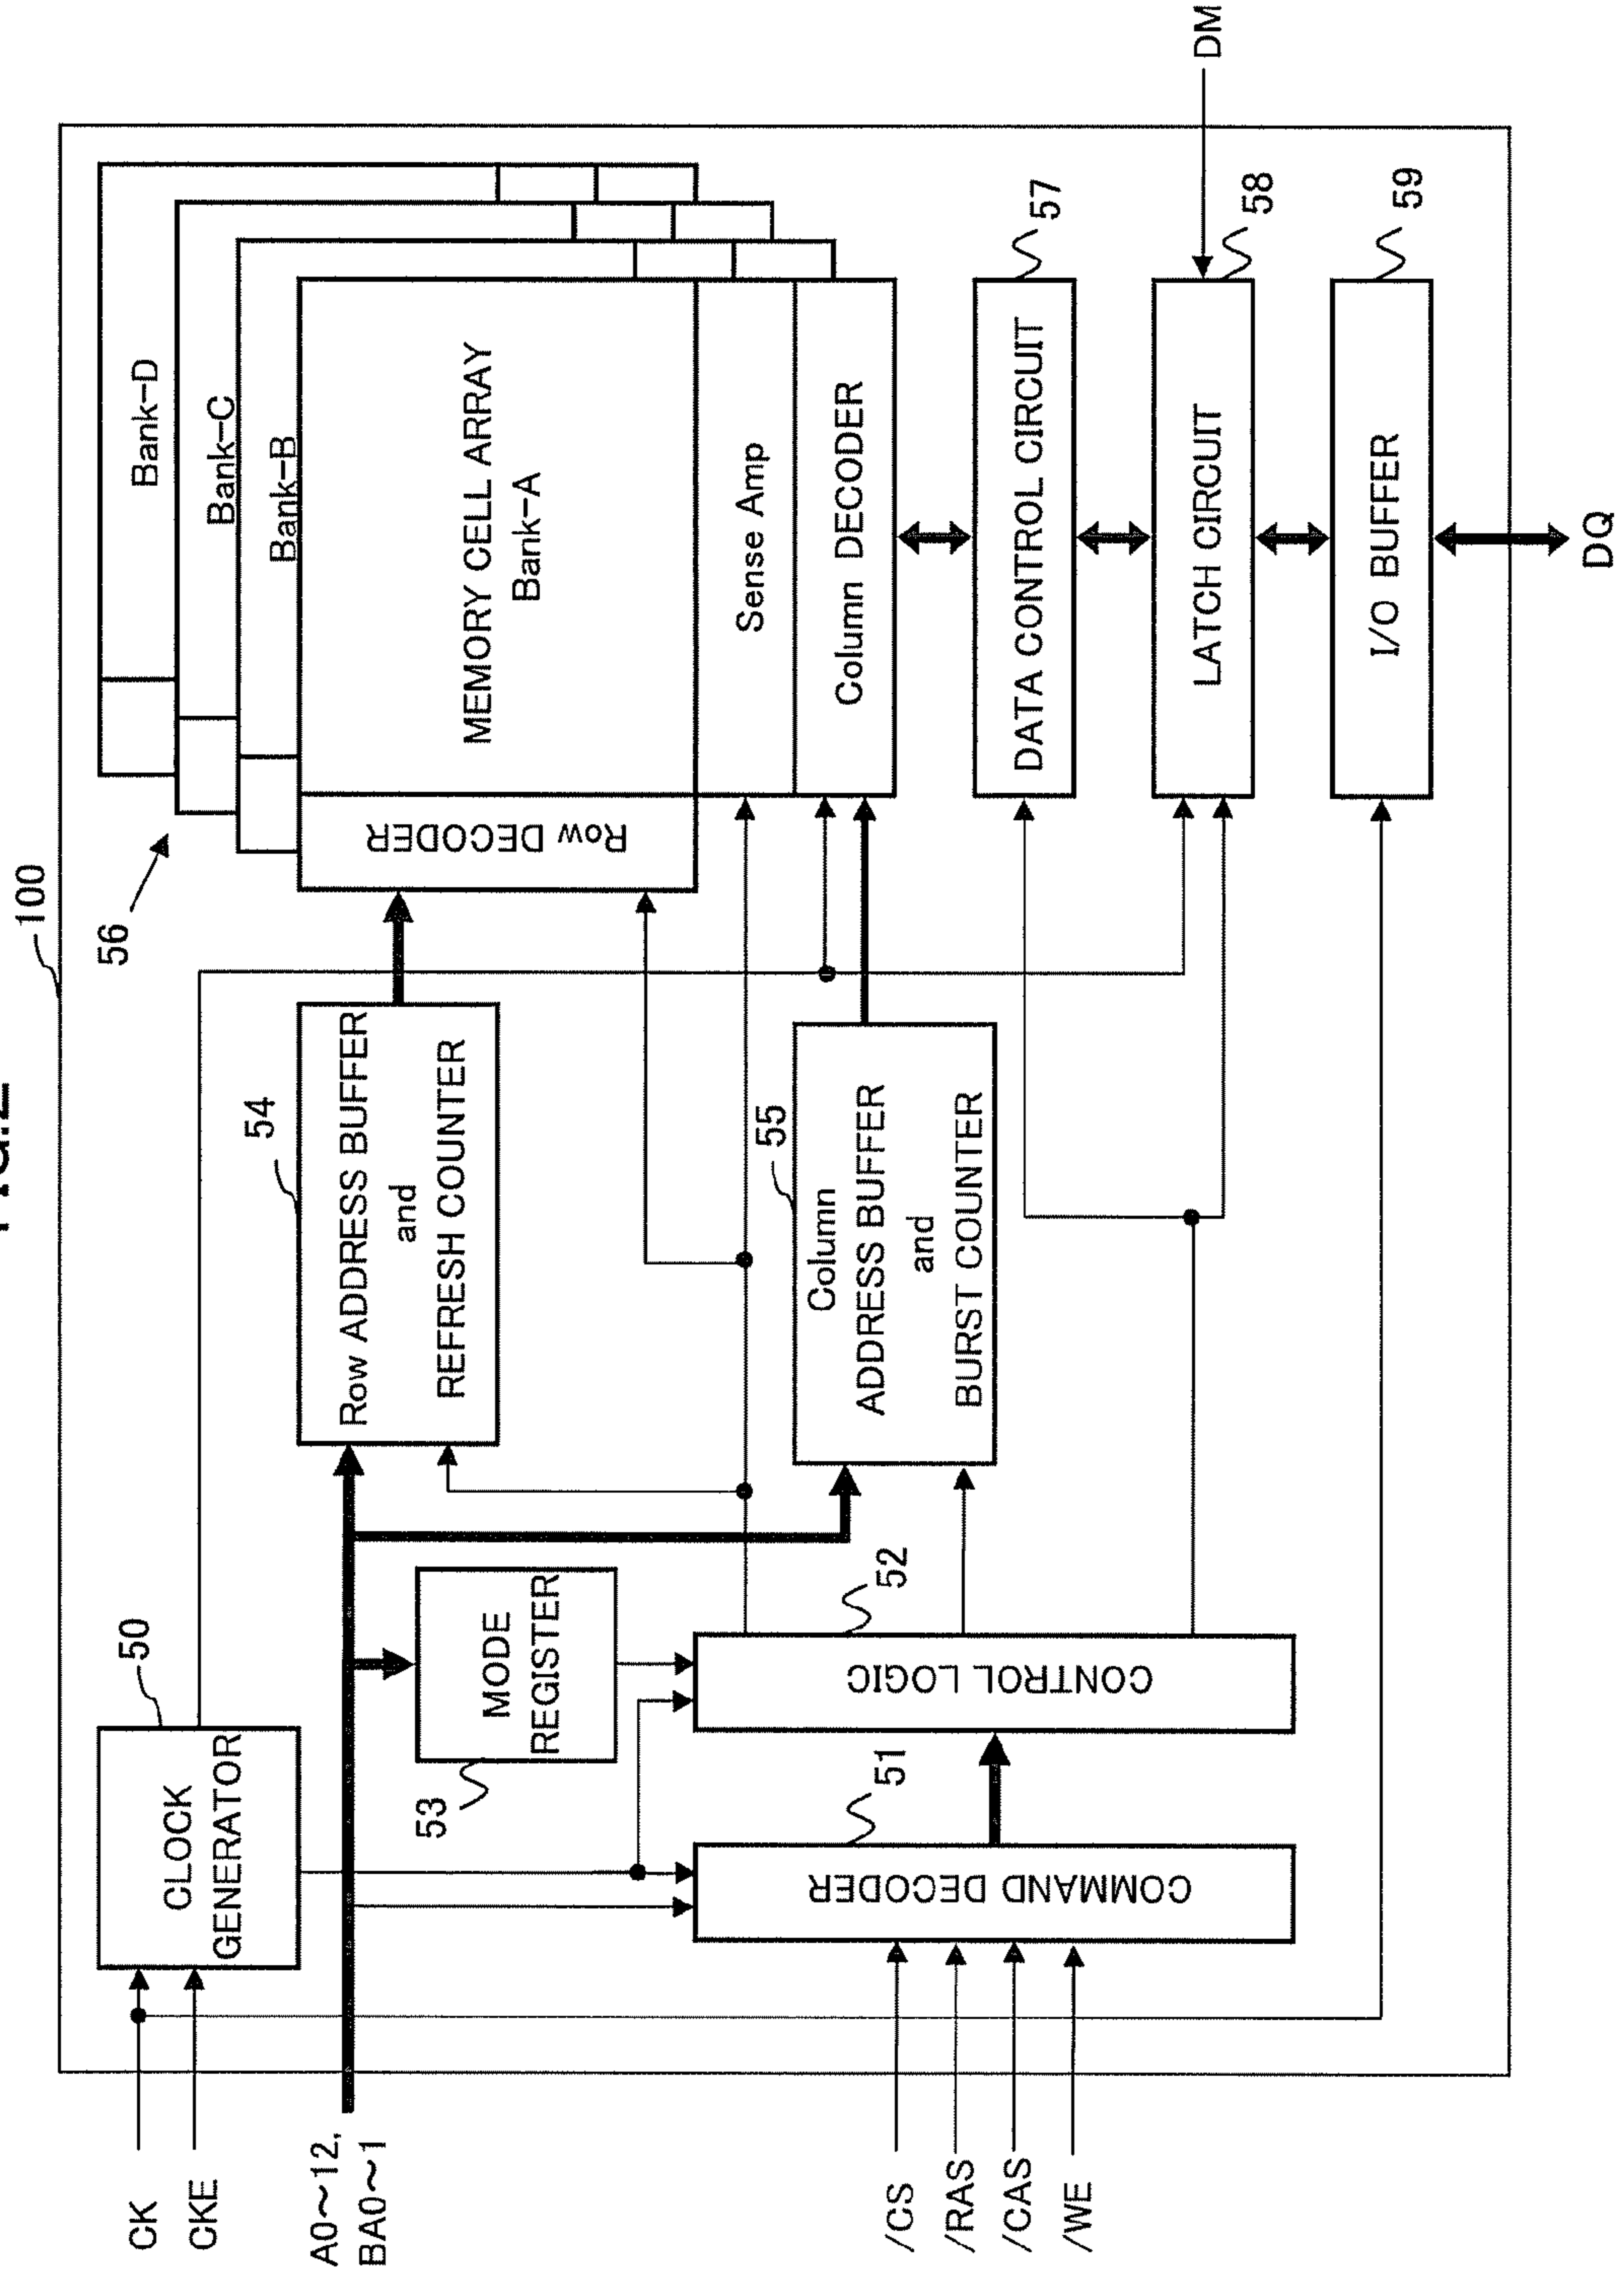 100
56
Bank-D
Bank-C
Bank-B
MEMORY CELL ARRAY
Bank-A
Row DECODER
Sense Amp
Column DECODER
54
Row ADDRESS BUFFER
and
REFRESH COUNTER
55
Column
ADDRESS BUFFER
and
BURST COUNTER
50
CLOCK
GENERATOR
53
MODE
REGISTER
52
CONTROL LOGIC
51
COMMAND DECODER
DATA CONTROL CIRCUIT
57
LATCH CIRCUIT
58
I/O BUFFER
59
DM
DQ
CK
CKE
A0~12,
BA0~1
/CS
/RAS
/CAS
/WE